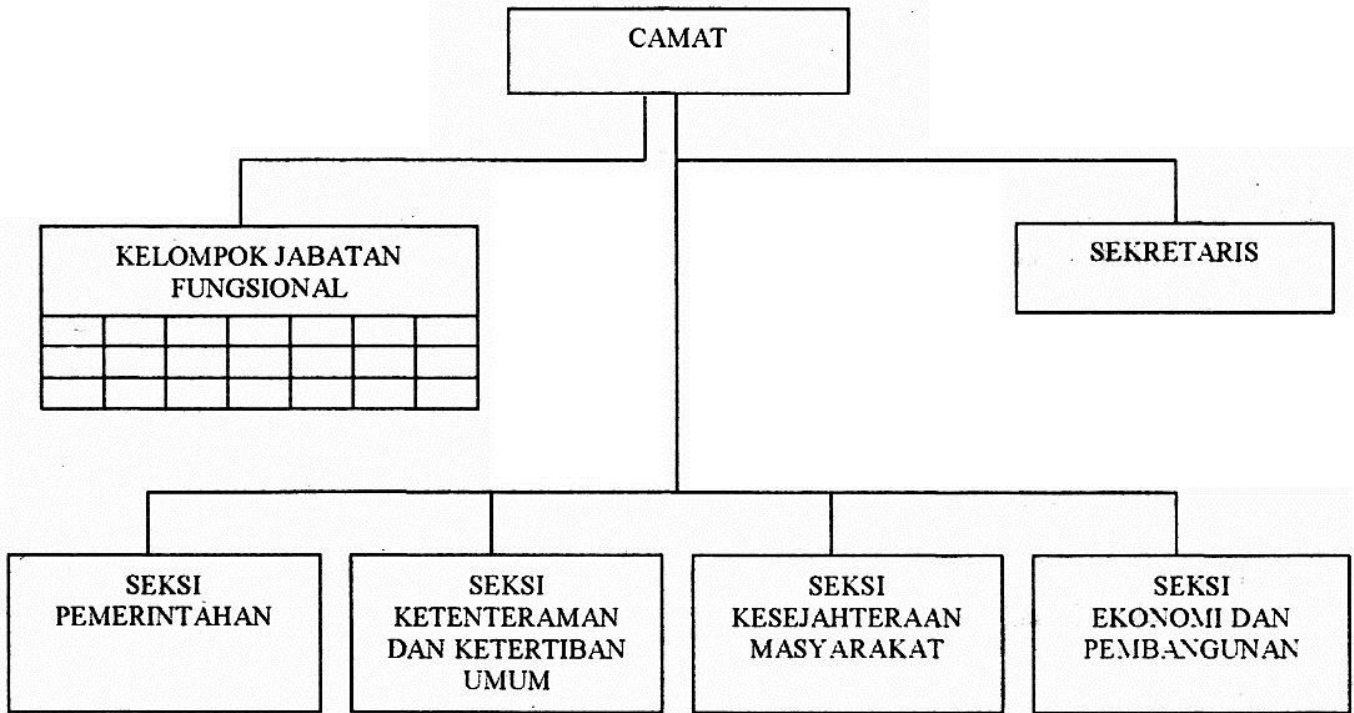 CAMAT
KELOMPOK JABATAN
FUNGSIONAL
SEKRETARIS
SEKSI
PEMERINTAHAN
SEKSI
KETENTERAMAN
DAN KETERTIBAN
UMUM
SEKSI
KESEJAHTERAAN
MASYARAKAT
SEKSI
EKONOMI DAN
PEMBANGUNAN